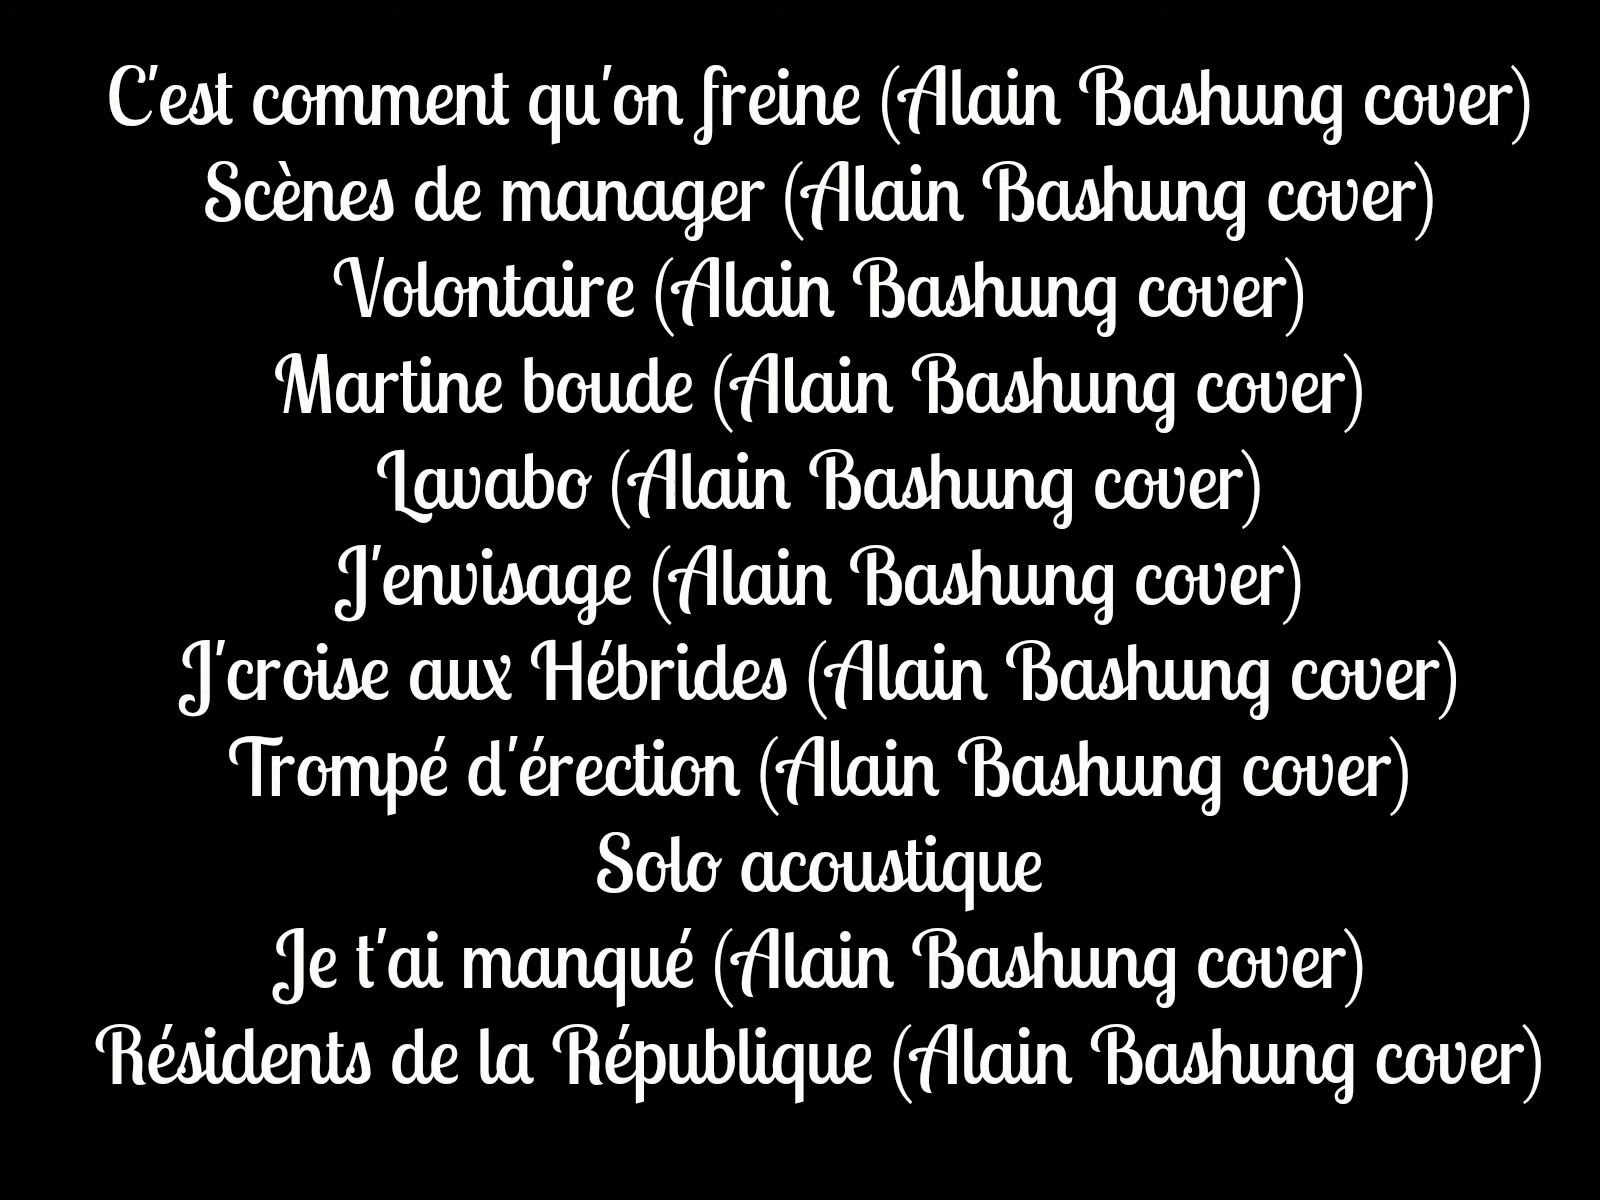 C'est comment qu'on freine (Alain Bashung cover)
Scènes de manager (Alain Bashung cover)
Volontaire (Alain Bashung cover)
Martine boude (Alain Bashung cover)
Lavabo (Alain Bashung cover)
J'envisage (Alain Bashung cover)
J'croise aux Hébrides (Alain Bashung cover)
Trompé d'érection (Alain Bashung cover)
Solo acoustique
Je t'ai manqué (Alain Bashung cover)
Résidents de la République (Alain Bashung cover)